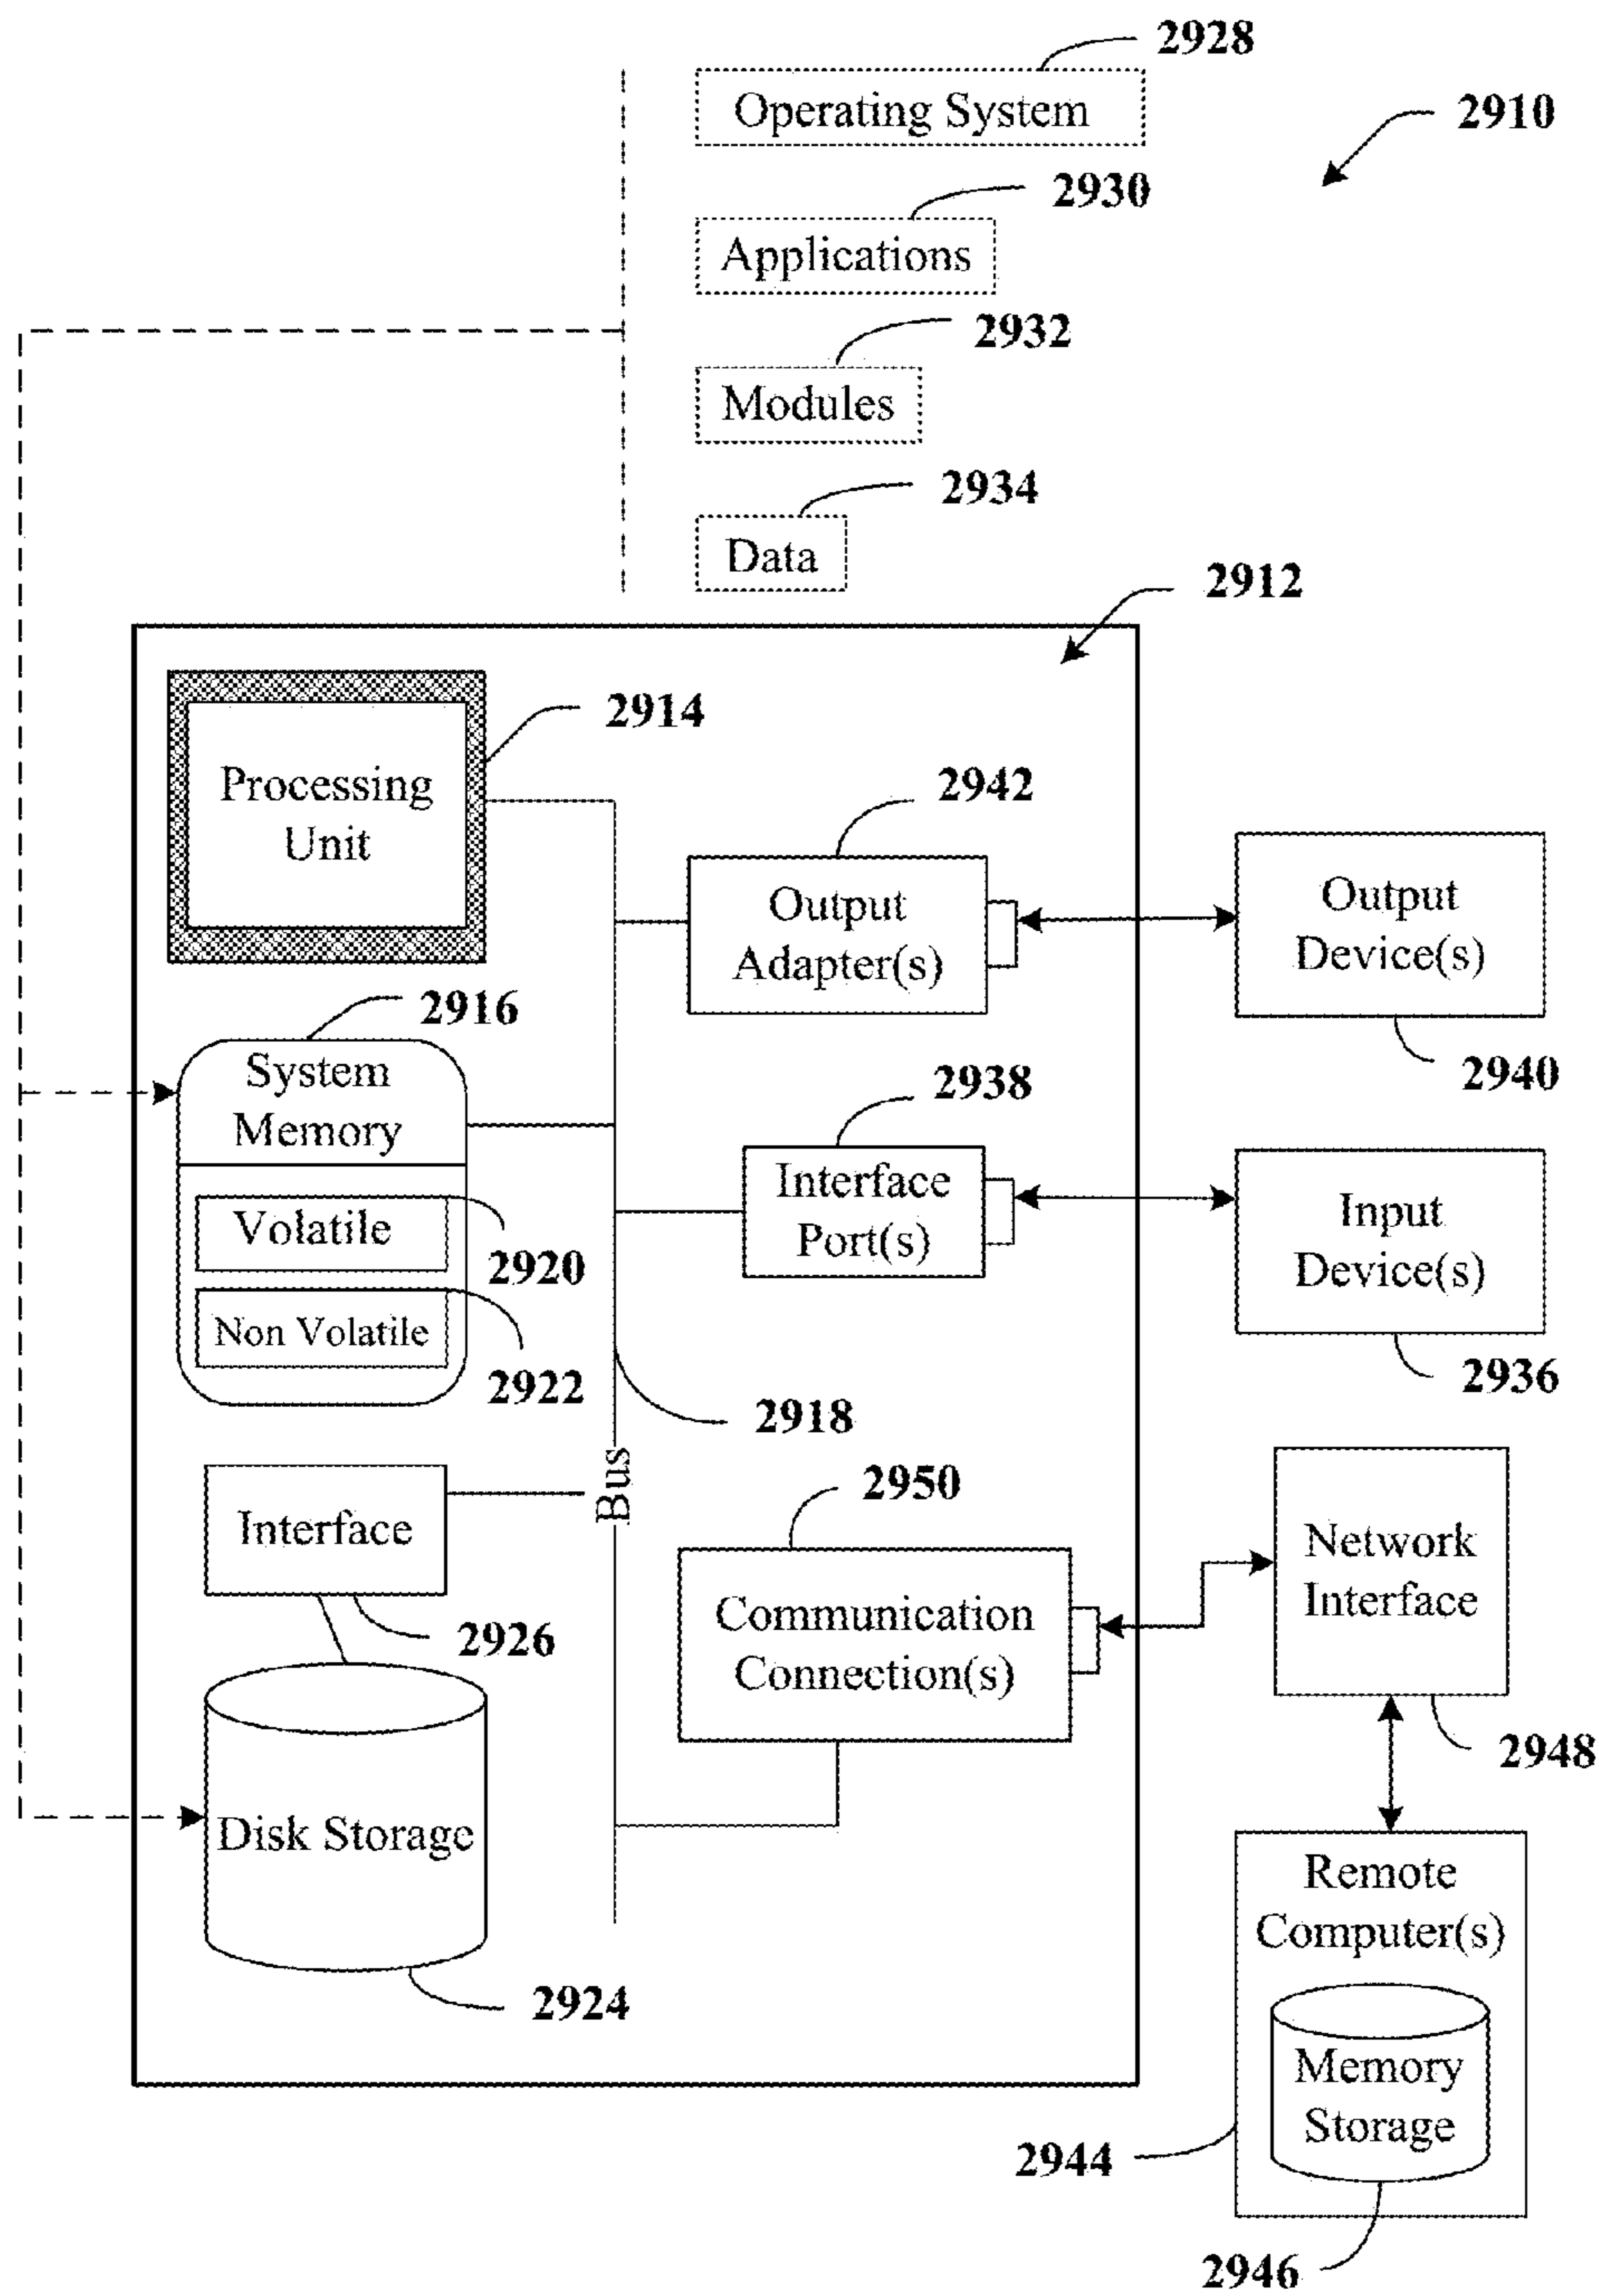 2928
Operating System
2910
2930
Applications
2932
Modules
2934
Data
2912
2914
Processing
Unit
2942
Output
Adapter(s)
Output
Device(s)
2940
2916
System
Memory
Volatile
2920
Non Volatile
2922
2938
Interface
Port(s)
Input
Device(s)
2936
2918
Bus
Interface
2926
2950
Communication
Connection(s)
Network
Interface
2948
Disk Storage
2924
Remote
Computer(s)
Memory
Storage
2944
2946